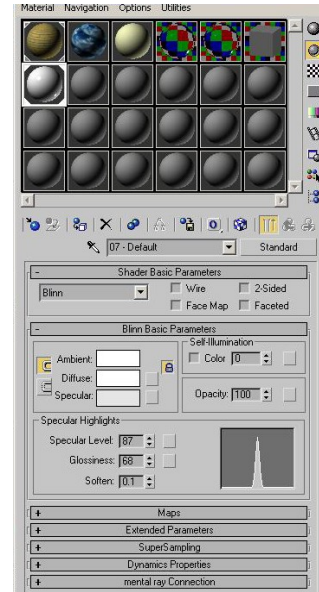 Material Navigation Options Utilities
07 - Default Standard
- Shader Basic Parameters
Blinn Wire 2-Sided
Face Map Faceted
- Blinn Basic Parameters
Self-Illumination
Ambient: Color 0
Diffuse:
Specular: Opacity: 100
Specular Highlights
Specular Level: 87
Glossiness: 68
Soften: 0.1
+ Maps
+ Extended Parameters
+ SuperSampling
+ Dynamics Properties
+ mental ray Connection